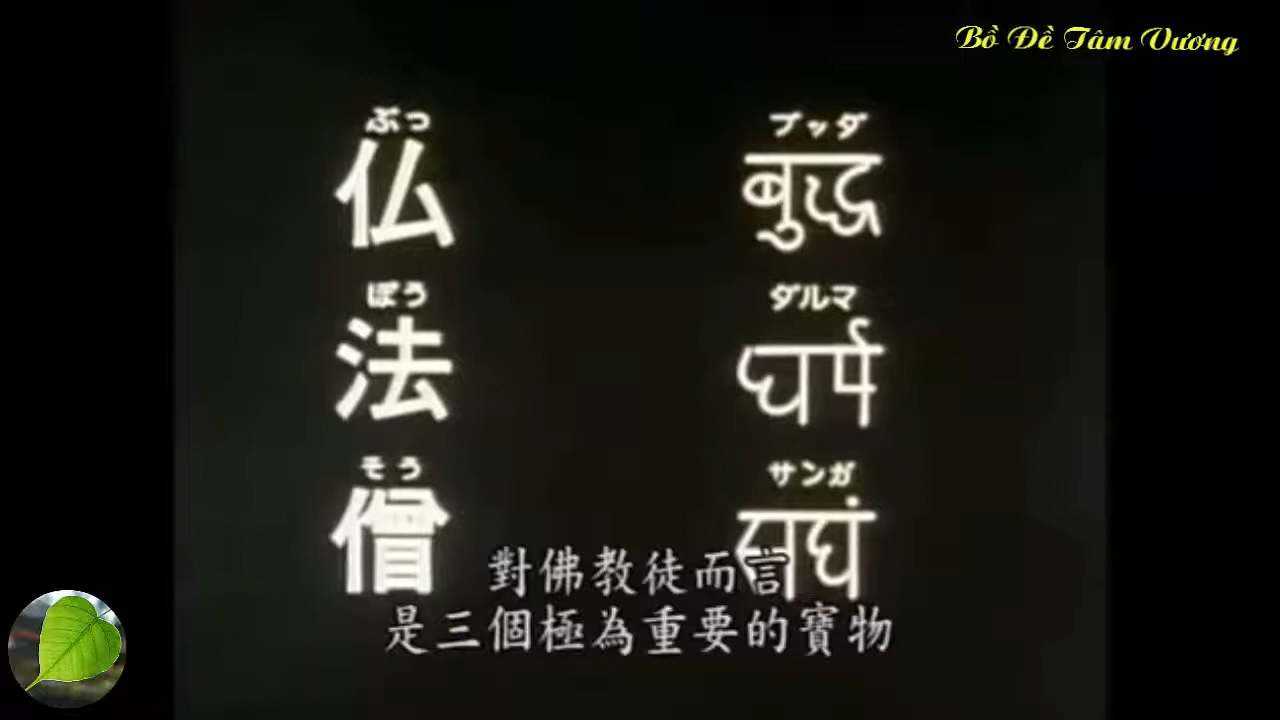 Bồ Đề Tâm Vương
ぶっ
仏
ブッダ
बुद्ध
ほう
法
ダルマ
धर्म
そう
僧
サンガ
對佛教徒而言
是三個極為重要的寶物